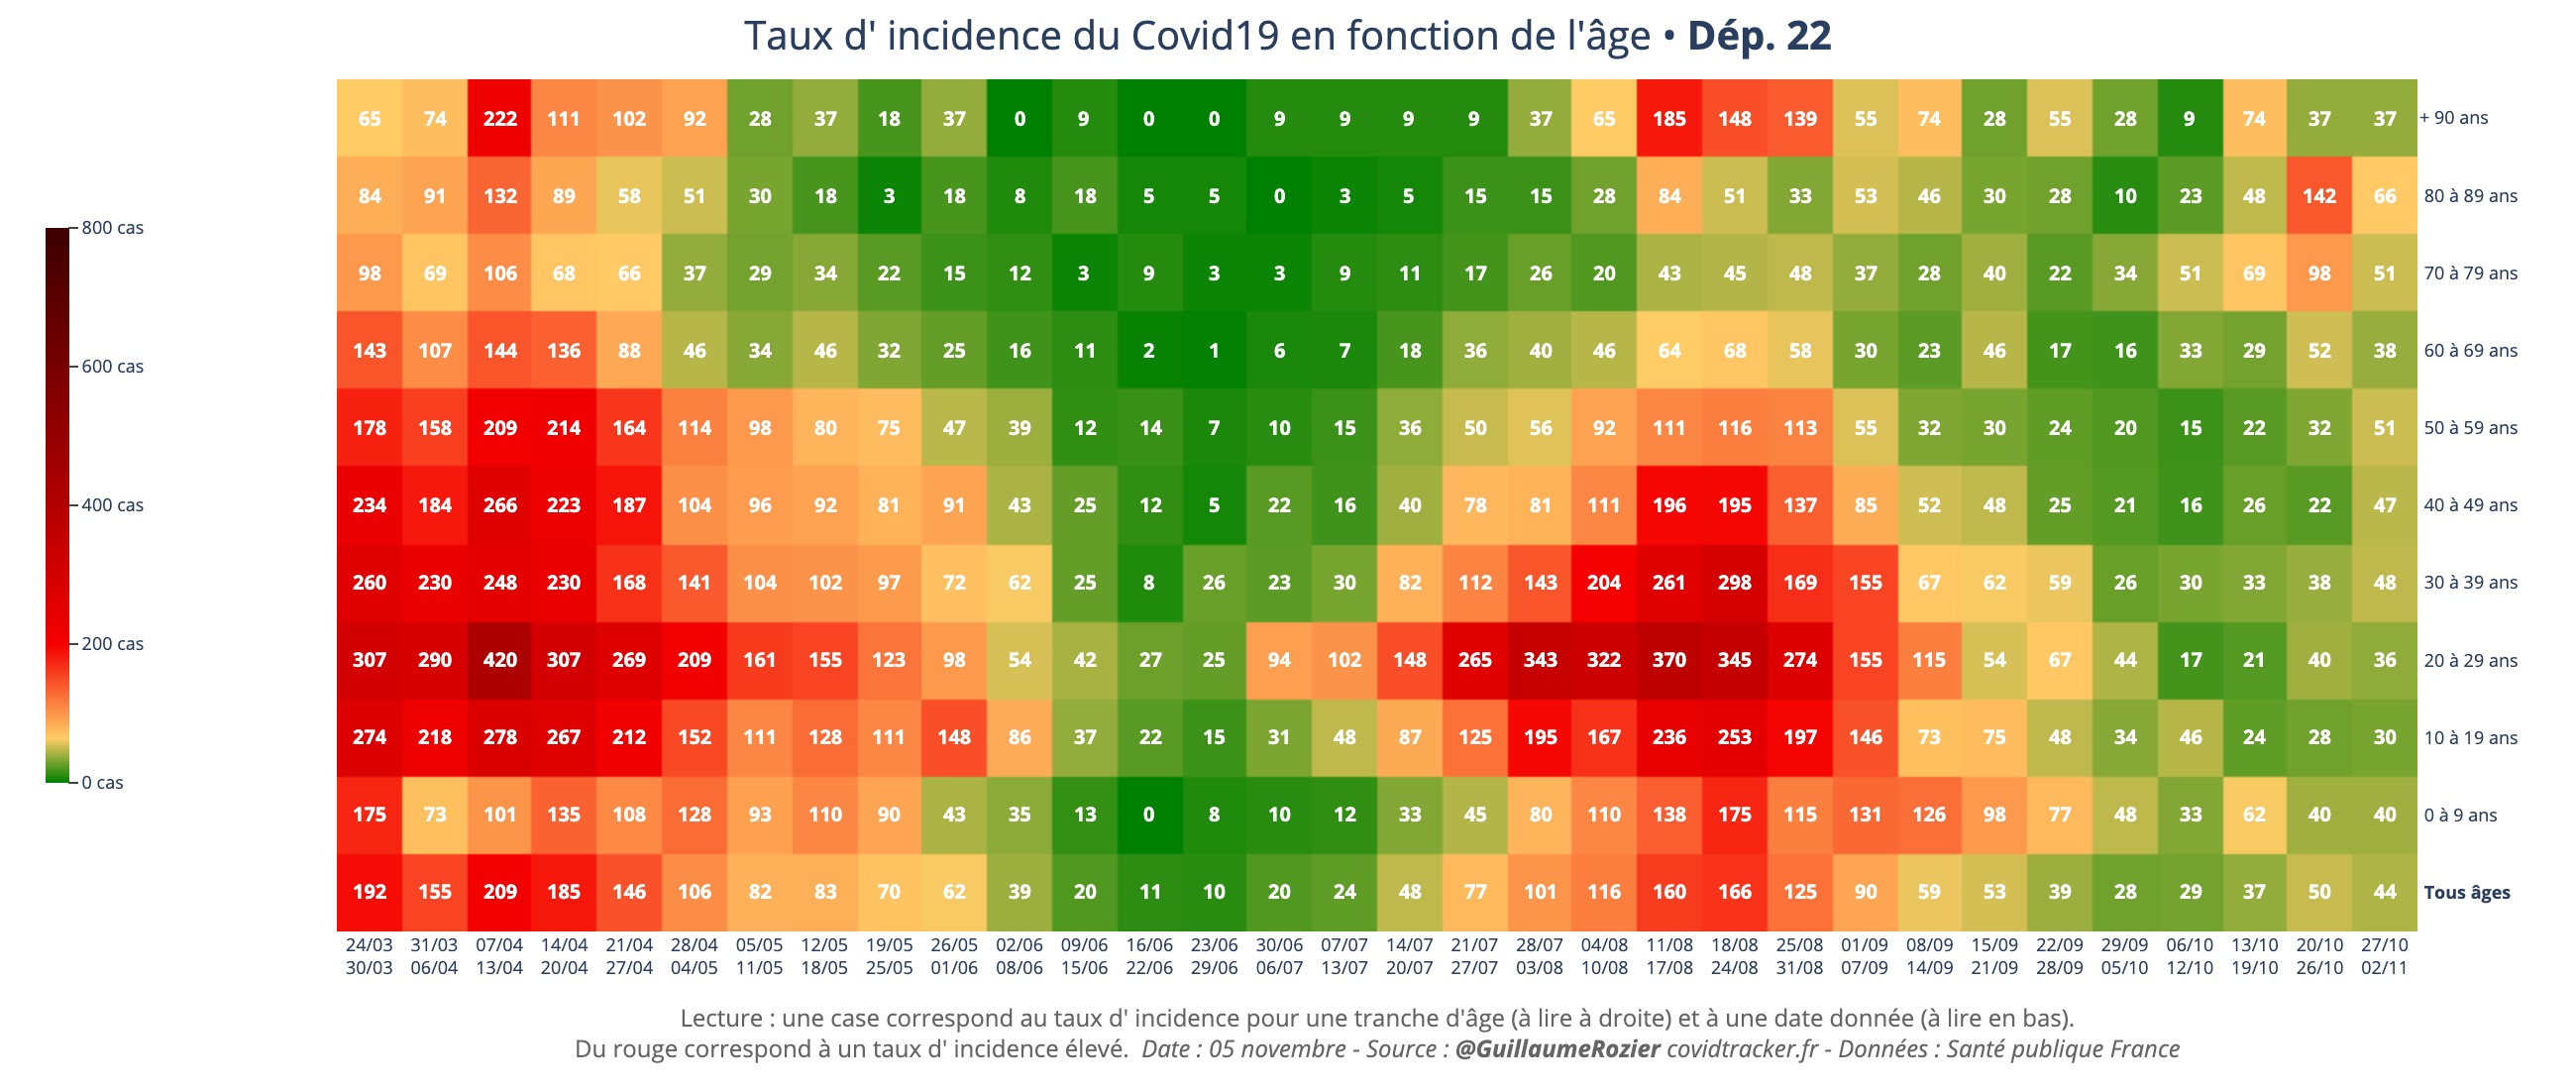 Taux d' incidence du Covid19 en fonction de l'âge • Dép. 22
800 cas
600 cas
400 cas
200 cas
0 cas
65 74 222 111 102 92 28 37 18 37 0 9 0 0 9 9 9 9 37 65 185 148 139 55 74 28 55 28 9 74 37 37 + 90 ans
84 91 132 89 58 51 30 18 3 18 8 18 5 5 0 3 5 15 15 28 84 51 33 53 46 30 28 10 23 48 142 66 80 à 89 ans
98 69 106 68 66 37 29 34 22 15 12 3 9 3 3 9 11 17 26 20 43 45 48 37 28 40 22 34 51 69 98 51 70 à 79 ans
143 107 144 136 88 46 34 46 32 25 16 11 2 1 6 7 18 36 40 46 64 68 58 30 23 46 17 16 33 29 52 38 60 à 69 ans
178 158 209 214 164 114 98 80 75 47 39 12 14 7 10 15 36 50 56 92 111 116 113 55 32 30 24 20 15 22 32 51 50 à 59 ans
234 184 266 223 187 104 96 92 81 91 43 25 12 5 22 16 40 78 81 111 196 195 137 85 52 48 25 21 16 26 22 47 40 à 49 ans
260 230 248 230 168 141 104 102 97 72 62 25 8 26 23 30 82 112 143 204 261 298 169 155 67 62 59 26 30 33 38 48 30 à 39 ans
307 290 420 307 269 209 161 155 123 98 54 42 27 25 94 102 148 265 343 322 370 345 274 155 115 54 67 44 17 21 40 36 20 à 29 ans
274 218 278 267 212 152 111 128 111 148 86 37 22 15 31 48 87 125 195 167 236 253 197 146 73 75 48 34 46 24 28 30 10 à 19 ans
175 73 101 135 108 128 93 110 90 43 35 13 0 8 10 12 33 45 80 110 138 175 115 131 126 98 77 48 33 62 40 40 0 à 9 ans
192 155 209 185 146 106 82 83 70 62 39 20 11 10 20 24 48 77 101 116 160 166 125 90 59 53 39 28 29 37 50 44 Tous âges
24/03 31/03 07/04 14/04 21/04 28/04 05/05 12/05 19/05 26/05 02/06 09/06 16/06 23/06 30/06 07/07 14/07 21/07 28/07 04/08 11/08 18/08 25/08 01/09 08/09 15/09 22/09 29/09 06/10 13/10 20/10 27/10
30/03 06/04 13/04 20/04 27/04 04/05 11/05 18/05 25/05 01/06 08/06 15/06 22/06 29/06 06/07 13/07 20/07 27/07 03/08 10/08 17/08 24/08 31/08 07/09 14/09 21/09 28/09 05/10 12/10 19/10 26/10 02/11
Lecture : une case correspond au taux d' incidence pour une tranche d'âge (à lire à droite) et à une date donnée (à lire en bas).
Du rouge correspond à un taux d' incidence élevé. Date : 05 novembre - Source : @GuillaumeRozier covidtracker.fr - Données : Santé publique France